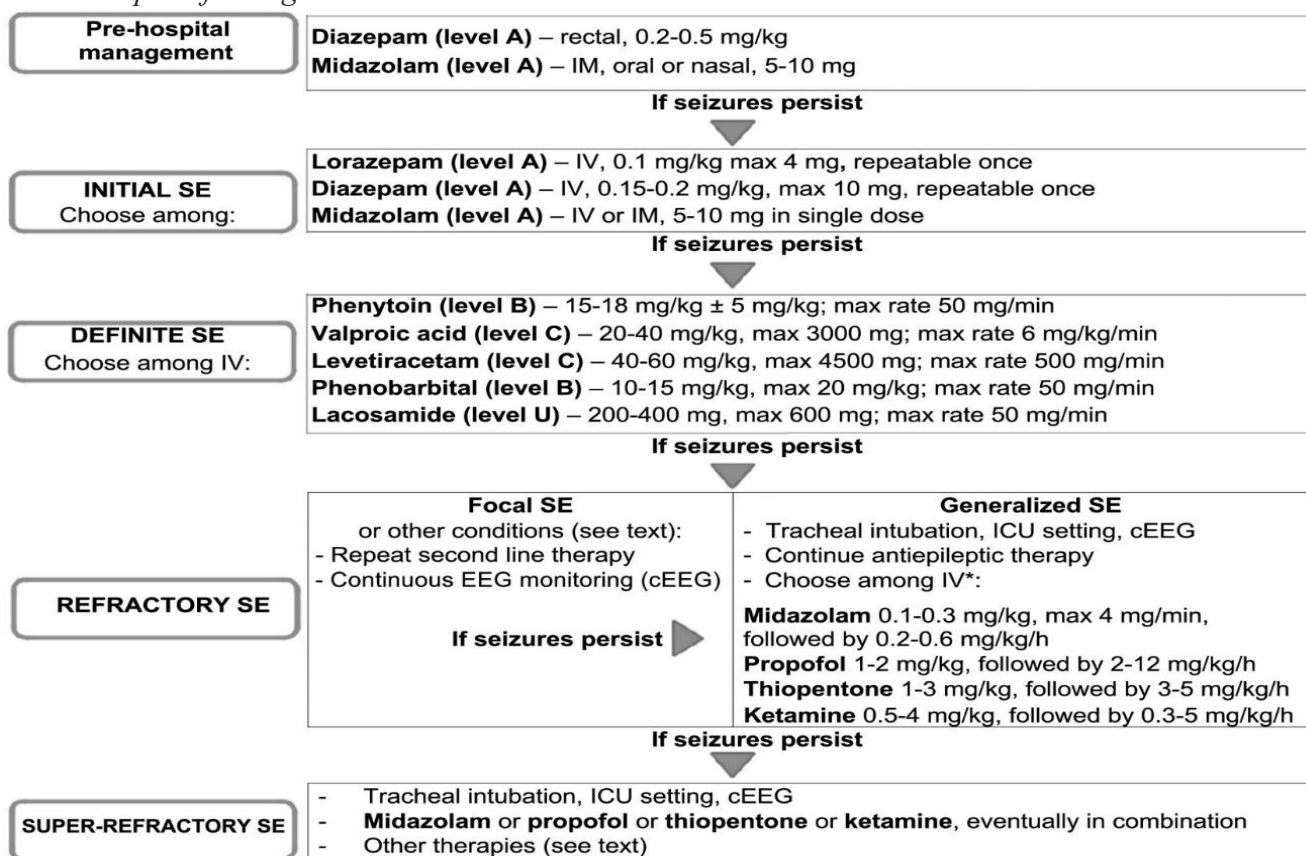 Pre-hospital
management
Diazepam (level A) – rectal, 0.2-0.5 mg/kg
Midazolam (level A) – IM, oral or nasal, 5-10 mg
If seizures persist
INITIAL SE
Choose among:
Lorazepam (level A) – IV, 0.1 mg/kg max 4 mg, repeatable once
Diazepam (level A) – IV, 0.15-0.2 mg/kg, max 10 mg, repeatable once
Midazolam (level A) – IV or IM, 5-10 mg in single dose
If seizures persist
DEFINITE SE
Choose among IV:
Phenytoin (level B) – 15-18 mg/kg ± 5 mg/kg; max rate 50 mg/min
Valproic acid (level C) – 20-40 mg/kg, max 3000 mg; max rate 6 mg/kg/min
Levetiracetam (level C) – 40-60 mg/kg, max 4500 mg; max rate 500 mg/min
Phenobarbital (level B) – 10-15 mg/kg, max 20 mg/kg; max rate 50 mg/min
Lacosamide (level U) – 200-400 mg, max 600 mg; max rate 50 mg/min
If seizures persist
REFRACTORY SE
Focal SE
or other conditions (see text):
- Repeat second line therapy
- Continuous EEG monitoring (cEEG)
If seizures persist
Generalized SE
- Tracheal intubation, ICU setting, cEEG
- Continue antiepileptic therapy
- Choose among IV*:
Midazolam 0.1-0.3 mg/kg, max 4 mg/min,
followed by 0.2-0.6 mg/kg/h
Propofol 1-2 mg/kg, followed by 2-12 mg/kg/h
Thiopentone 1-3 mg/kg, followed by 3-5 mg/kg/h
Ketamine 0.5-4 mg/kg, followed by 0.3-5 mg/kg/h
If seizures persist
SUPER-REFRACTORY SE
- Tracheal intubation, ICU setting, cEEG
- Midazolam or propofol or thiopentone or ketamine, eventually in combination
- Other therapies (see text)